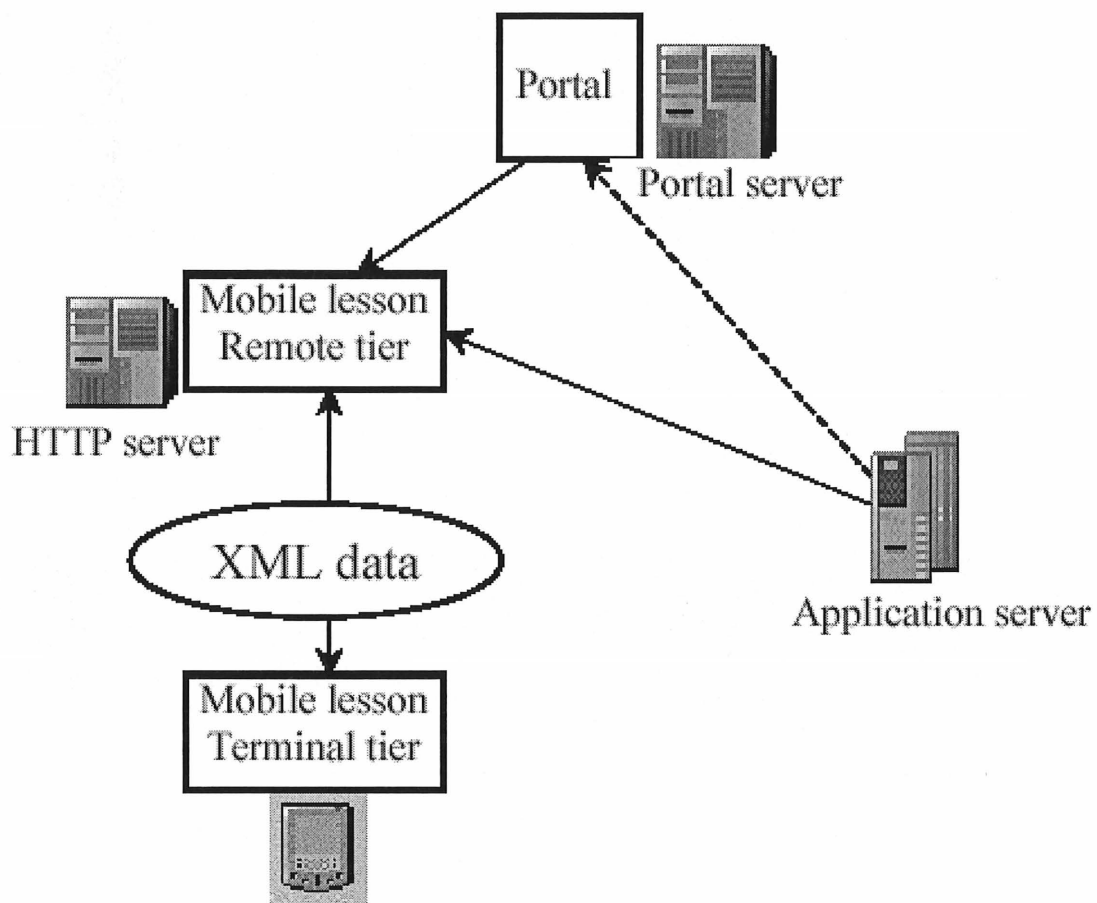 Portal
Portal server
Mobile lesson
Remote tier
HTTP server
XML data
Application server
Mobile lesson
Terminal tier